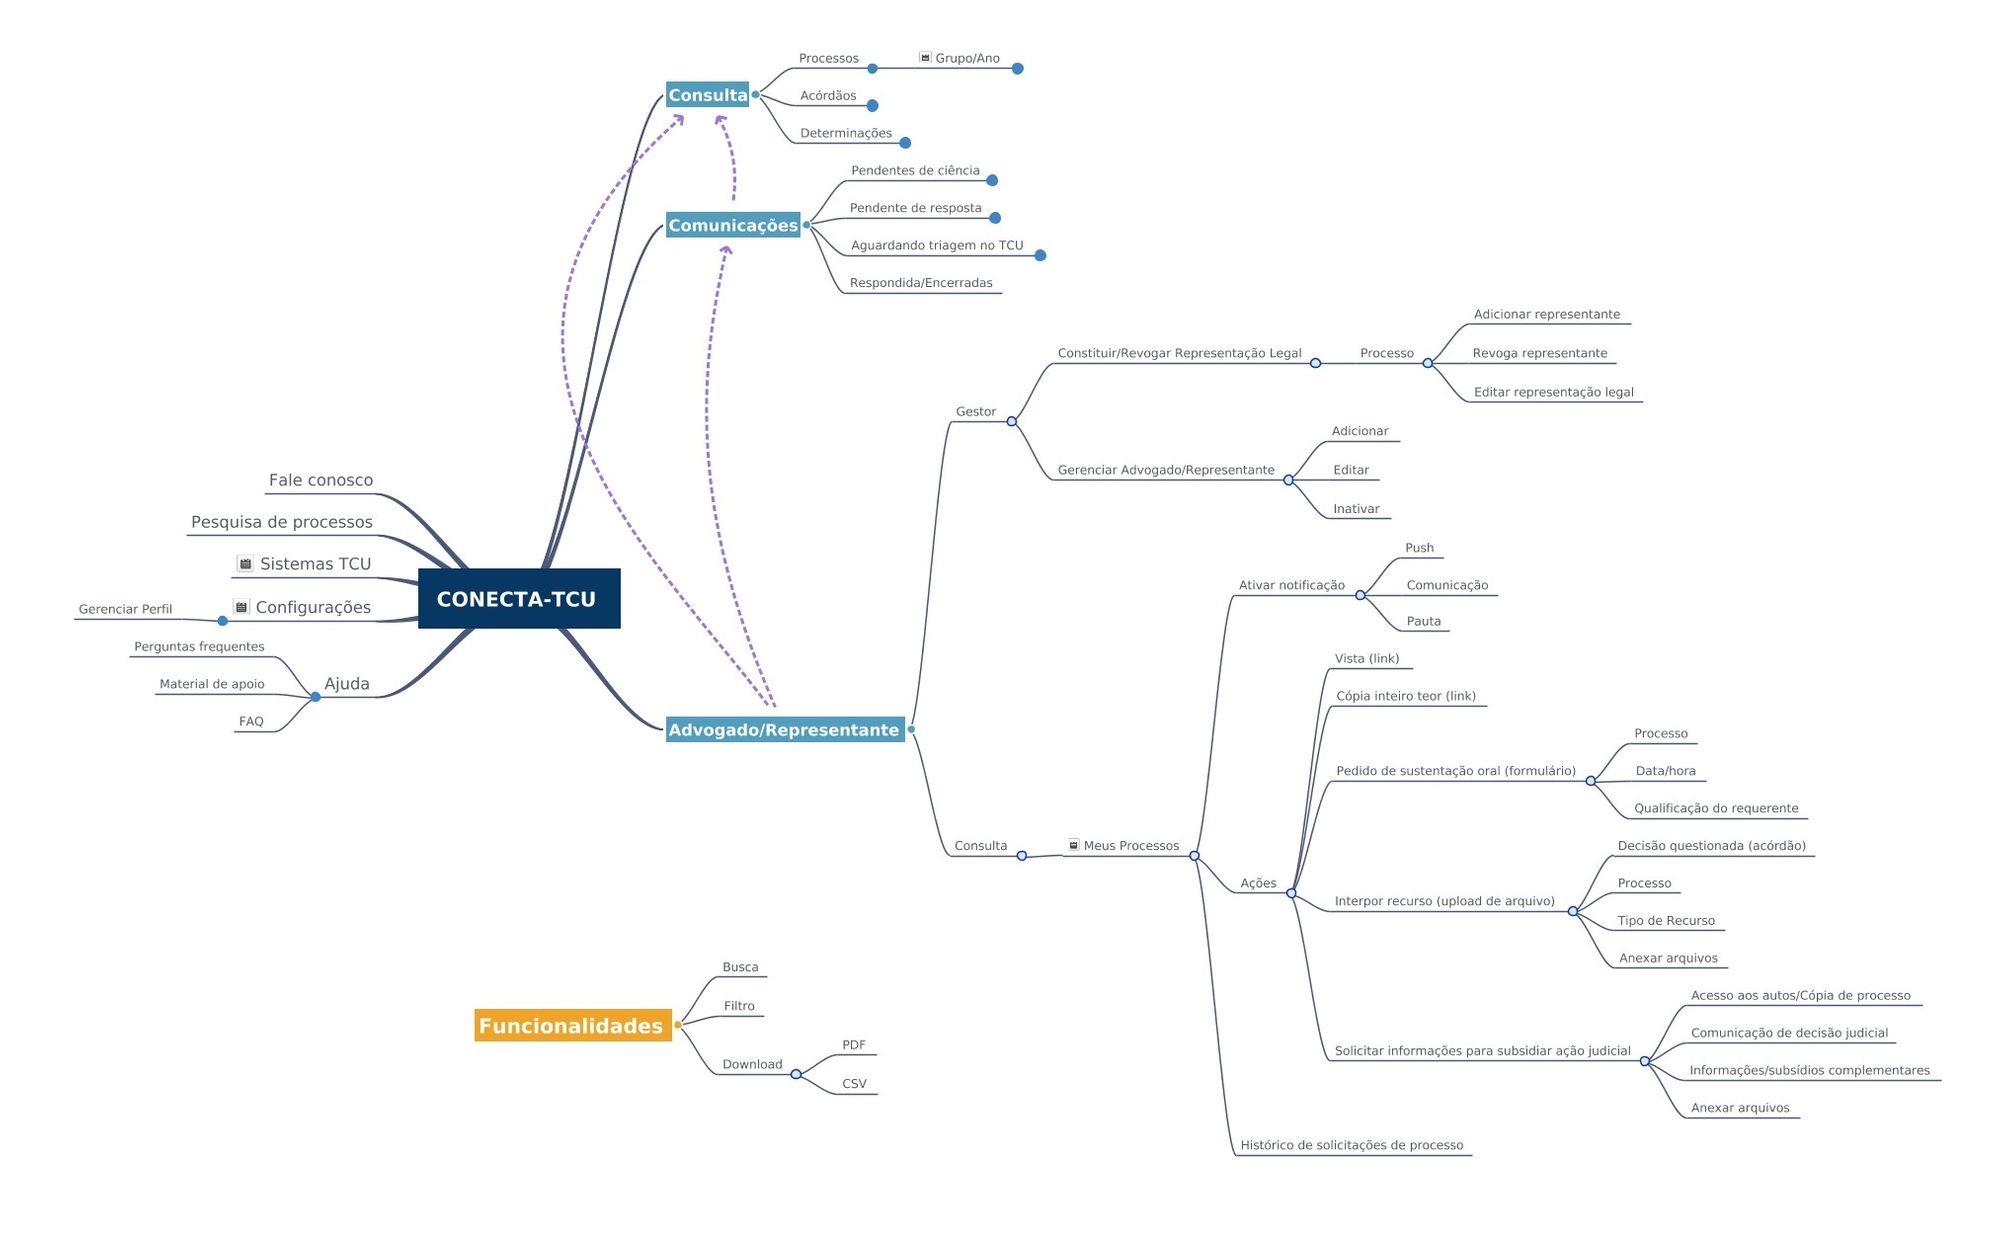 Processos
Grupo/Ano
Consulta
Acórdãos
Determinações
Pendentes de ciência
Pendente de resposta
Comunicações
Aguardando triagem no TCU
Respondida/Encerradas
Adicionar representante
Constituir/Revogar Representação Legal
Processo
Revoga representante
Editar representação legal
Gestor
Adicionar
Gerenciar Advogado/Representante
Editar
Inativar
Fale conosco
Pesquisa de processos
Sistemas TCU
Configurações
Gerenciar Perfil
CONECTA-TCU
Perguntas frequentes
Material de apoio
Ajuda
FAQ
Advogado/Representante
Push
Ativar notificação
Comunicação
Pauta
Vista (link)
Cópia inteiro teor (link)
Processo
Pedido de sustentação oral (formulário)
Data/hora
Qualificação do requerente
Consulta
Meus Processos
Ações
Decisão questionada (acórdão)
Processo
Interpor recurso (upload de arquivo)
Tipo de Recurso
Anexar arquivos
Acesso aos autos/Cópia de processo
Comunicação de decisão judicial
Solicitar informações para subsidiar ação judicial
Informações/subsídios complementares
Anexar arquivos
Histórico de solicitações de processo
Busca
Filtro
Funcionalidades
Download
PDF
CSV